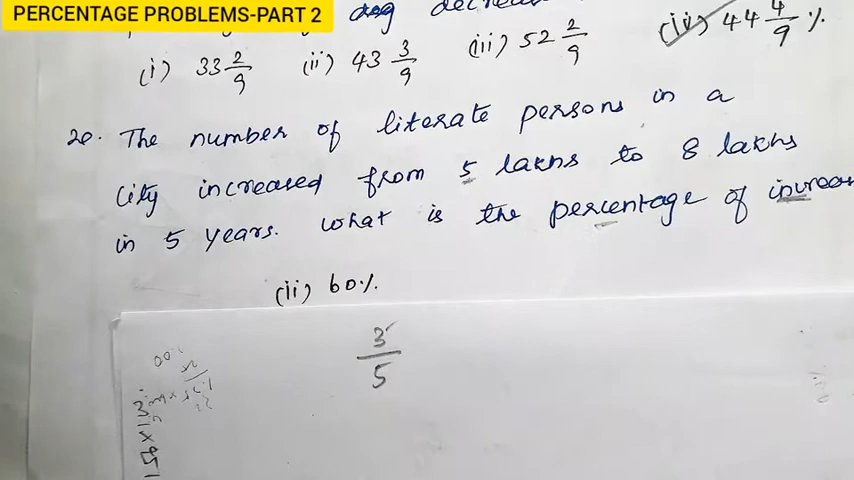 PERCENTAGE PROBLEMS-PART 2
(i) 33 2/9 (ii) 43 3/9 (iii) 52 2/9 (iv) 44 4/9 %
20. The number of literate persons in a
city increased from 5 lakhs to 8 lakhs
in 5 years. What is the percentage of increas
(ii) 60%.
3/5